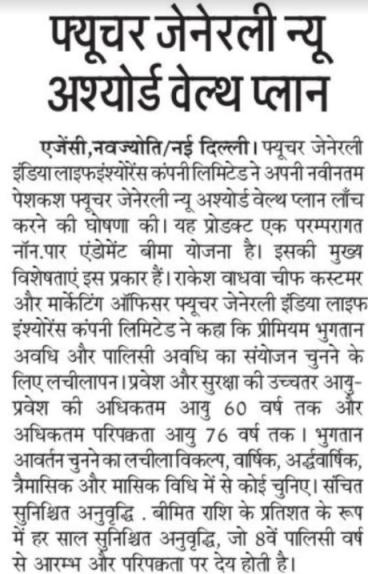 फ्यूचर जेनेरली न्यू
अश्योर्ड वेल्थ प्लान
एजेंसी,नवज्योति/नई दिल्ली। फ्यूचर जेनेरली
इंडिया लाइफ इंश्योरेंस कंपनी लिमिटेड ने अपनी नवीनतम
पेशकश फ्यूचर जेनेरली न्यू अश्योर्ड वेल्थ प्लान लाँच
करने की घोषणा की। यह प्रोडक्ट एक परम्परागत
नॉन.पार एंडोमेंट बीमा योजना है। इसकी मुख्य
विशेषताएं इस प्रकार हैं। राकेश वाधवा चीफ कस्टमर
और मार्केटिंग ऑफिसर फ्यूचर जेनेरली इंडिया लाइफ
इंश्योरेंस कंपनी लिमिटेड ने कहा कि प्रीमियम भुगतान
अवधि और पालिसी अवधि का संयोजन चुनने के
लिए लचीलापन। प्रवेश और सुरक्षा की उच्चतर आयु-
प्रवेश की अधिकतम आयु 60 वर्ष तक और
अधिकतम परिपक्वता आयु 76 वर्ष तक । भुगतान
आवर्तन चुनने का लचीला विकल्प, वार्षिक, अर्द्धवार्षिक,
त्रैमासिक और मासिक विधि में से कोई चुनिए। संचित
सुनिश्चित अनुवृद्धि . बीमित राशि के प्रतिशत के रूप
में हर साल सुनिश्चित अनुवृद्धि, जो 8वें पालिसी वर्ष
से आरम्भ और परिपक्वता पर देय होती है।